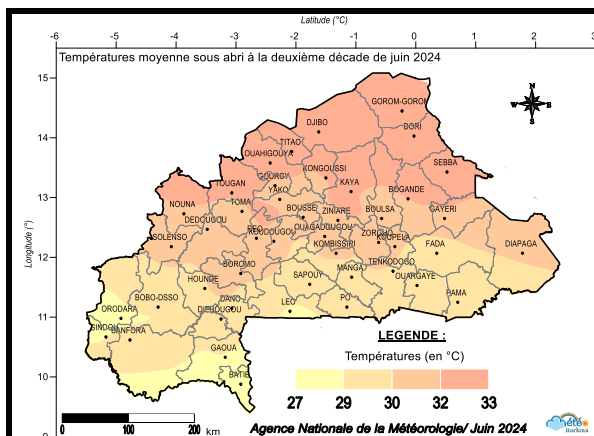 Latitude (°C)
-6 -5 -4 -3 -2 -1 0 1 2 3
Températures moyenne sous abri à la deuxième décade de juin 2024
15
GOROM-GOROM
N
W E
S
DJIBO
DORI
14
TITAO
OUAHIGOUYA
KONGOUSSI
SEBBA
GOURCY
TOUGAN
KAYA
YAKO
BOGANDE
13
NOUNA
TOMA
BOUSSE
ZINIARE
BOULSA
GAYERI
DEDOUGOU
OUAGADOUGOU
REO
KOUDOUGOU
ZORGHO
KOUPELA
SOLENSO
KOMBISSIRI
FADA
DIAPAGA
Longitude (°)
12
BOROMO
TENKODOGO
HOUNDE
SAPOUY
MANGA
OUARGAYE
BOBO-DSSO
DANO
LEO
PO
PAMA
ORODARA
DIEBOUGOU
11
SINDOU
BANFORA
LEGENDE :
GAOUA
Températures (en °C)
10
BATIE
27 29 30 32 33
9
0 100 200 km
Agence Nationale de la Météorologie/ Juin 2024
Météo
Burkina